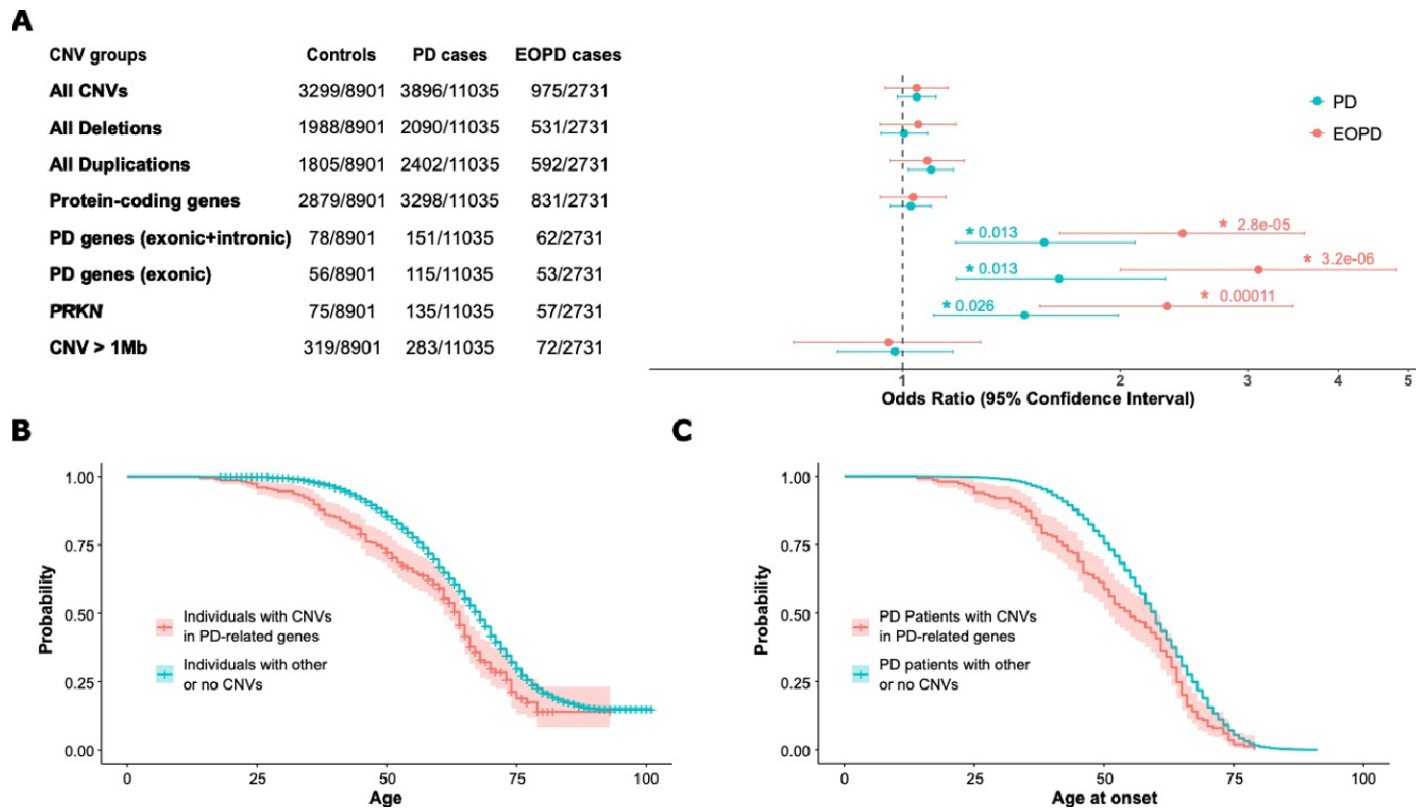 A
CNV groups Controls PD cases EOPD cases
All CNVs 3299/8901 3896/11035 975/2731
All Deletions 1988/8901 2090/11035 531/2731
All Duplications 1805/8901 2402/11035 592/2731
Protein-coding genes 2879/8901 3298/11035 831/2731
PD genes (exonic+intronic) 78/8901 151/11035 62/2731
PD genes (exonic) 56/8901 115/11035 53/2731
PRKN 75/8901 135/11035 57/2731
CNV > 1Mb 319/8901 283/11035 72/2731
PD
EOPD
* 0.013 * 2.8e-05
* 0.013 * 3.2e-06
* 0.026 * 0.00011
1 2 3 4 5
Odds Ratio (95% Confidence Interval)
B
Probability
1.00
0.75
0.50
0.25
0.00
Individuals with CNVs
in PD-related genes
Individuals with other
or no CNVs
0 25 50 75 100
Age
C
Probability
1.00
0.75
0.50
0.25
0.00
PD Patients with CNVs
in PD-related genes
PD patients with other
or no CNVs
0 25 50 75 100
Age at onset